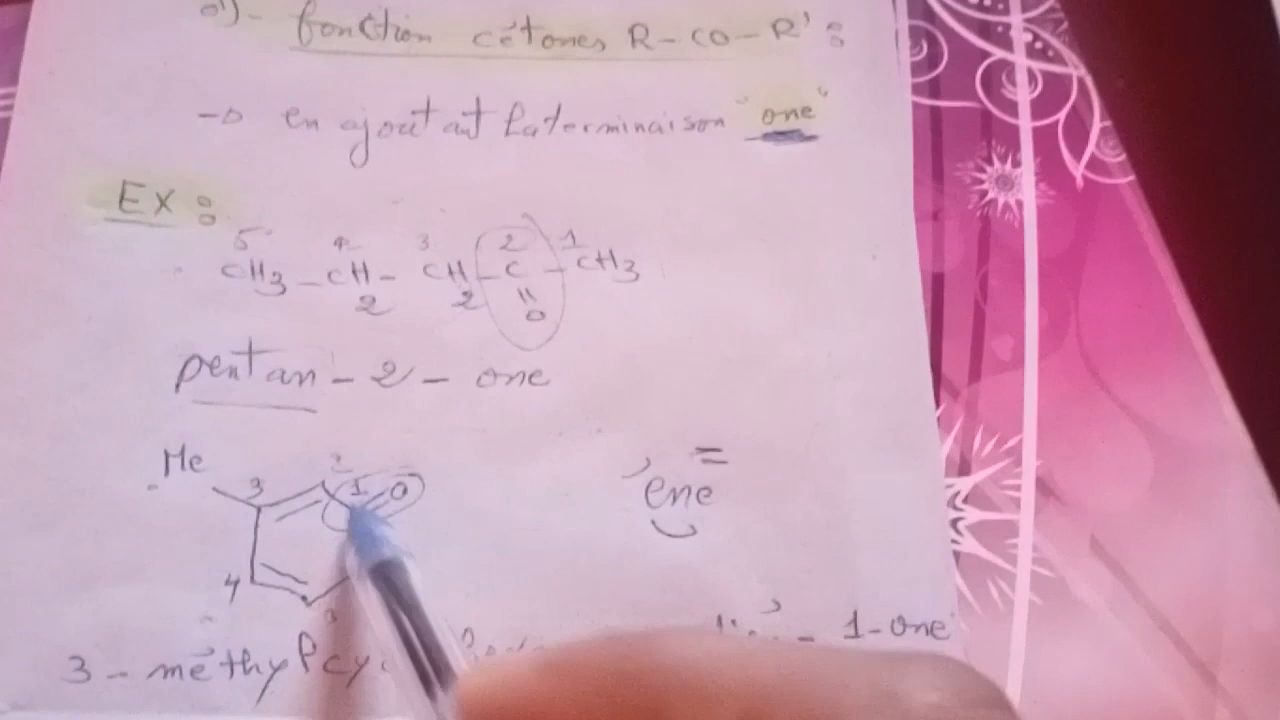 fonction cétones R-CO-R' :
→ en ajoutant la terminaison "one"
EX :
5 4 3 2 1
CH3-CH2-CH2-C-CH3
=
O
pentan-2-one
Me 3 2 1 O
ène =
4
3-méthylcyc - 1-one